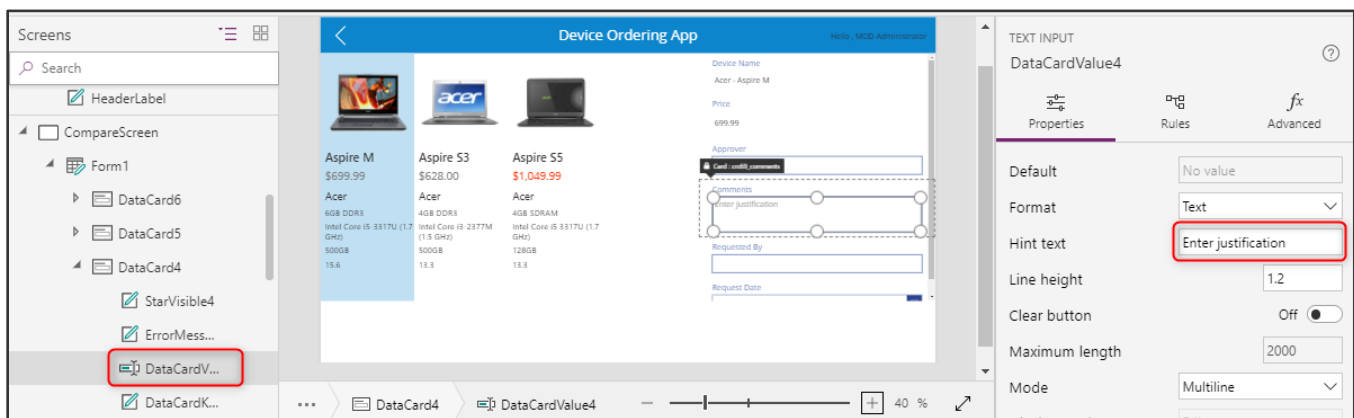 Screens
Search
HeaderLabel
CompareScreen
Form1
DataCard6
DataCard5
DataCard4
StarVisible4
ErrorMess...
DataCardV...
DataCardK...
Device Ordering App
Hello , MOD Administrator
acer
Aspire M
$699.99
Acer
6GB DDR3
Intel Core i5-3317U (1.7 GHz)
500GB
15.6
Aspire S3
$628.00
Acer
4GB DDR3
Intel Core i3-2377M
(1.5 GHz)
500GB
13.3
Aspire S5
$1,049.99
Acer
4GB SDRAM
Intel Core i5 3317U (1.7
GHz)
128GB
13.3
Device Name
Acer - Aspire M
Price
699.99
Approver
Comments
Enter justification
Requested By
Request Date
... DataCard4 DataCardValue4 40 %
TEXT INPUT
DataCardValue4
Properties Rules fx Advanced
Default No value
Format Text
Hint text Enter justification
Line height 1.2
Clear button Off
Maximum length 2000
Mode Multiline